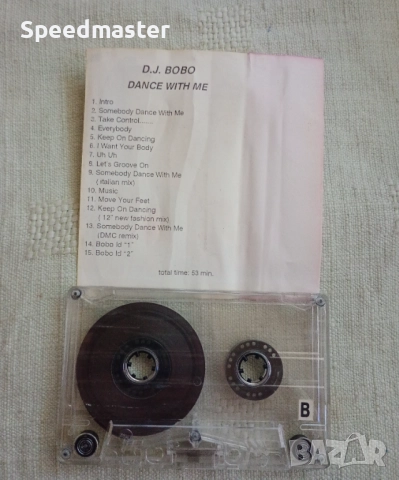 Speedmaster
D.J. BOBO
DANCE WITH ME
1. Intro
2. Somebody Dance With Me
3. Take Control......
4. Everybody
5. Keep On Dancing
6. I Want Your Body
7. Uh Uh
8. Let's Groove On
9. Somebody Dance With Me
( italian mix)
10. Music
11. Move Your Feet
12. Keep On Dancing
( 12" new fashion mix)
13. Somebody Dance With Me
(DMC remix)
14. Bobo Id "1"
15. Bobo Id "2"
total time: 53 min.
B
BAZAR